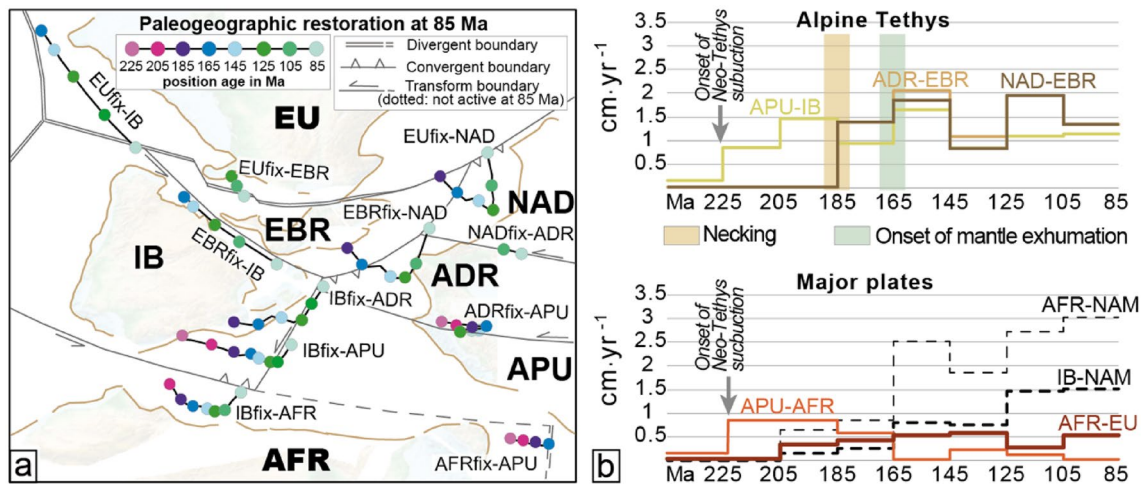 Paleogeographic restoration at 85 Ma
225 205 185 165 145 125 105 85
position age in Ma
Divergent boundary
Convergent boundary
Transform boundary
(dotted: not active at 85 Ma)
EUfix-IB
EU
EUfix-NAD
EUfix-EBR
NAD
EBRfix-NAD
EBR
NADfix-ADR
IB
EBRfix-IB
ADR
IBfix-ADR
ADRfix-APU
IBfix-APU
APU
IBfix-AFR
AFRfix-APU
AFR
a
Alpine Tethys
cm·yr-1
3.5
3
2.5
2
1.5
1
0.5
Onset of
Neo-Tethys
subuction
APU-IB
ADR-EBR
NAD-EBR
Ma 225 205 185 165 145 125 105 85
Necking
Onset of mantle exhumation
Major plates
cm·yr-1
3.5
3
2.5
2
1.5
1
0.5
Onset of
Neo-Tethys
sucbuction
AFR-NAM
IB-NAM
APU-AFR
AFR-EU
Ma 225 205 185 165 145 125 105 85
b